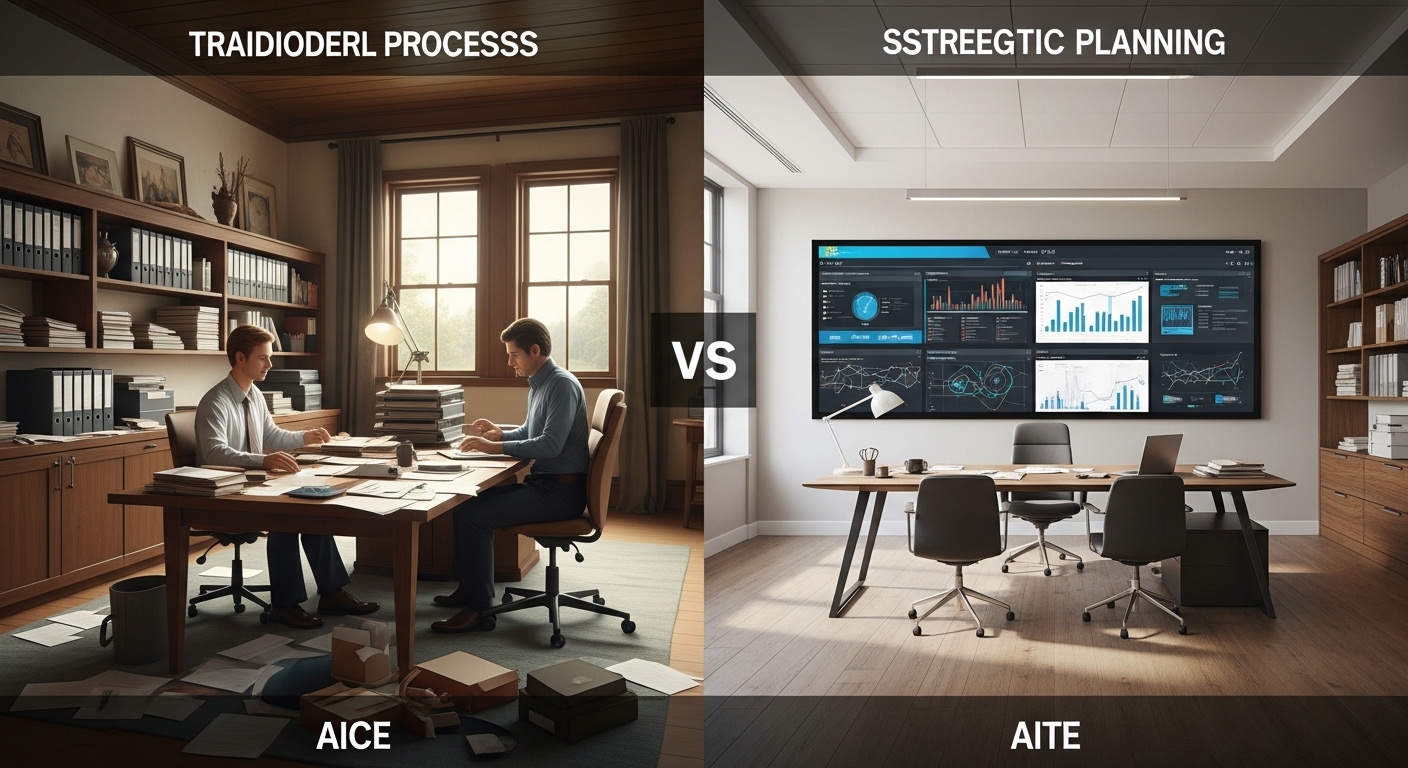 TRAIDIODERL PROCESSS
SSTREEGTIC PLANNING
VS
AICE
AITE